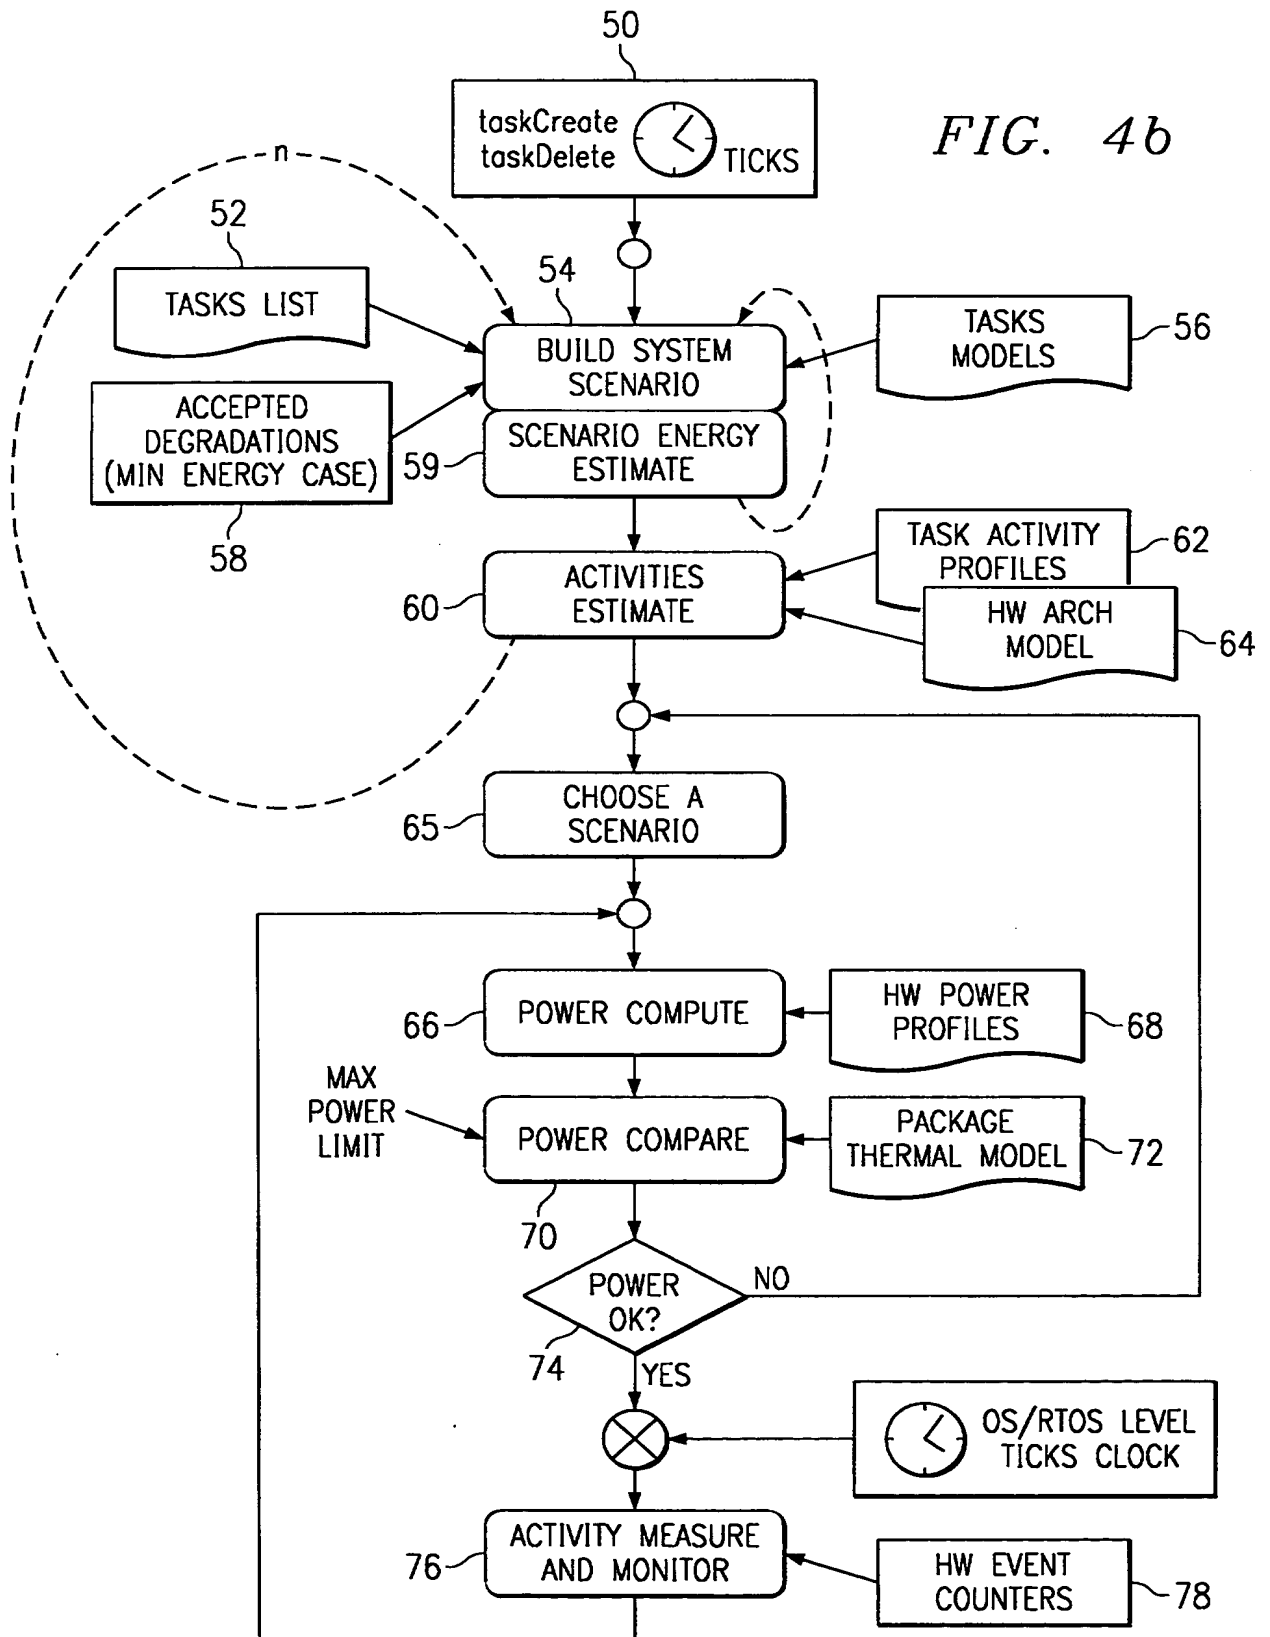 50
taskCreate
taskDelete
TICKS
FIG. 4b
n
52
TASKS LIST
54
BUILD SYSTEM
SCENARIO
TASKS
MODELS
56
ACCEPTED
DEGRADATIONS
(MIN ENERGY CASE)
58
59
SCENARIO ENERGY
ESTIMATE
60
ACTIVITIES
ESTIMATE
TASK ACTIVITY
PROFILES
62
HW ARCH
MODEL
64
65
CHOOSE A
SCENARIO
66
POWER COMPUTE
HW POWER
PROFILES
68
MAX
POWER
LIMIT
POWER COMPARE
70
PACKAGE
THERMAL MODEL
72
POWER
OK?
74
NO
YES
OS/RTOS LEVEL
TICKS CLOCK
76
ACTIVITY MEASURE
AND MONITOR
HW EVENT
COUNTERS
78